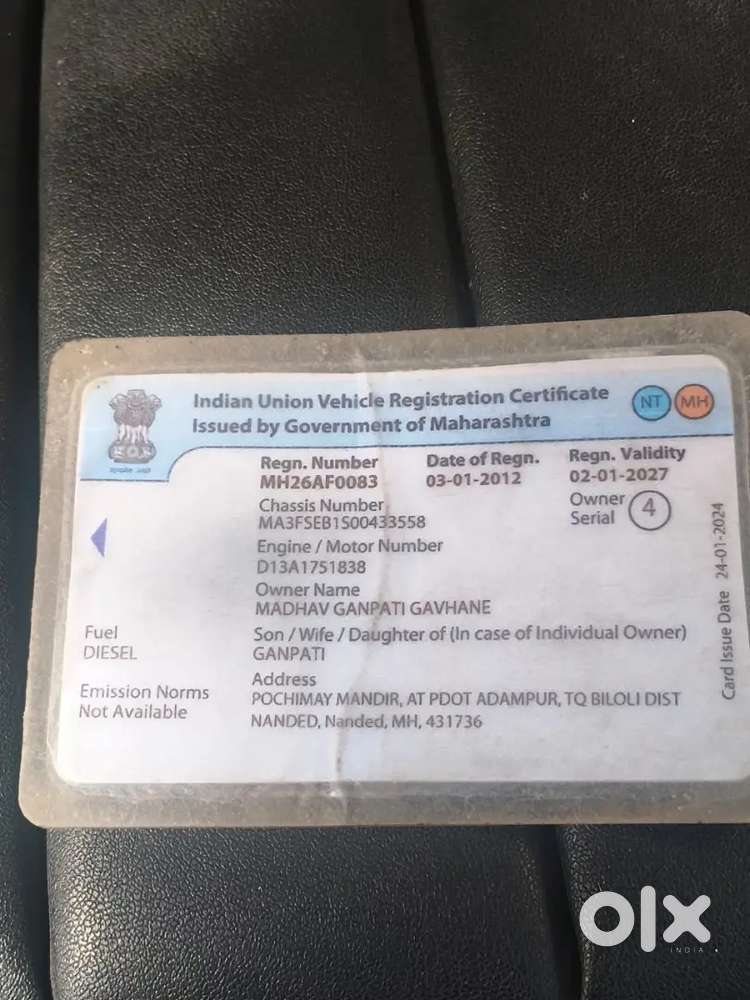 Indian Union Vehicle Registration Certificate
Issued by Government of Maharashtra
NT MH
Regn. Number Date of Regn. Regn. Validity
MH26AF0083 03-01-2012 02-01-2027
Chassis Number
MA3FSEB1S00433558
Owner Serial 4
Engine / Motor Number
D13A1751838
Owner Name
MADHAV GANPATI GAVHANE
Fuel
DIESEL
Son / Wife / Daughter of (In case of Individual Owner)
GANPATI
Emission Norms
Not Available
Address
POCHIMAY MANDIR, AT PDOT ADAMPUR, TQ BILOLI DIST
NANDED, Nanded, MH, 431736
Card Issue Date 24-01-2024
olx
INDIA